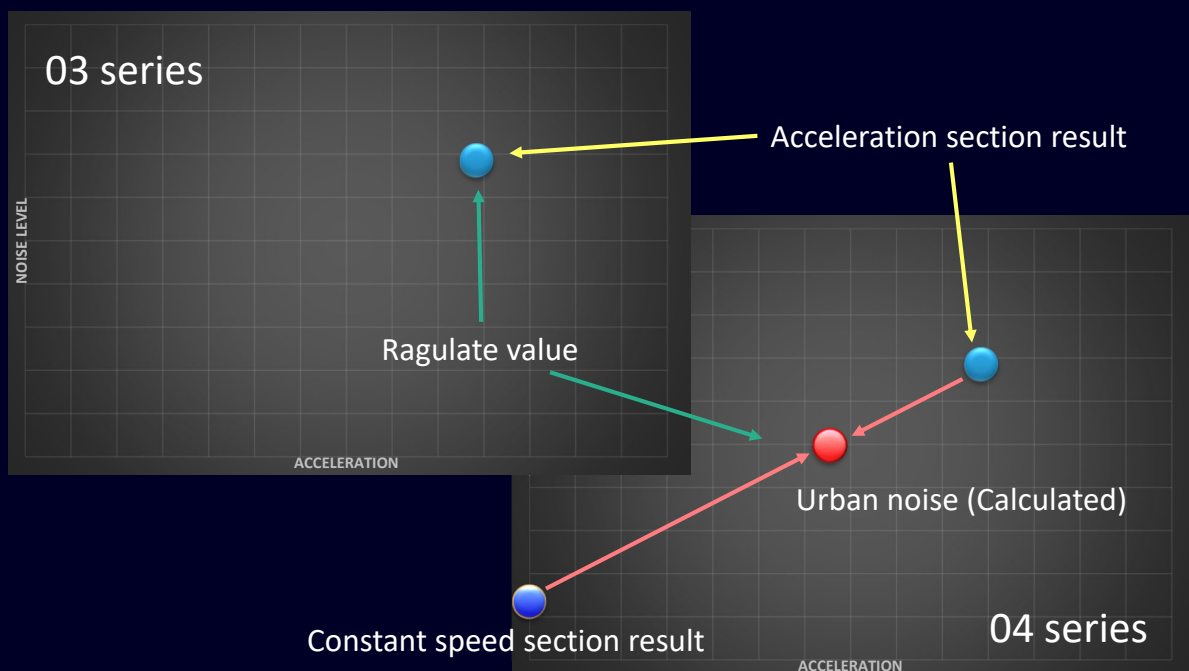 03 series
Acceleration section result
NOISE LEVEL
Ragulate value
ACCELERATION
Urban noise (Calculated)
04 series
Constant speed section result
ACCELERATION